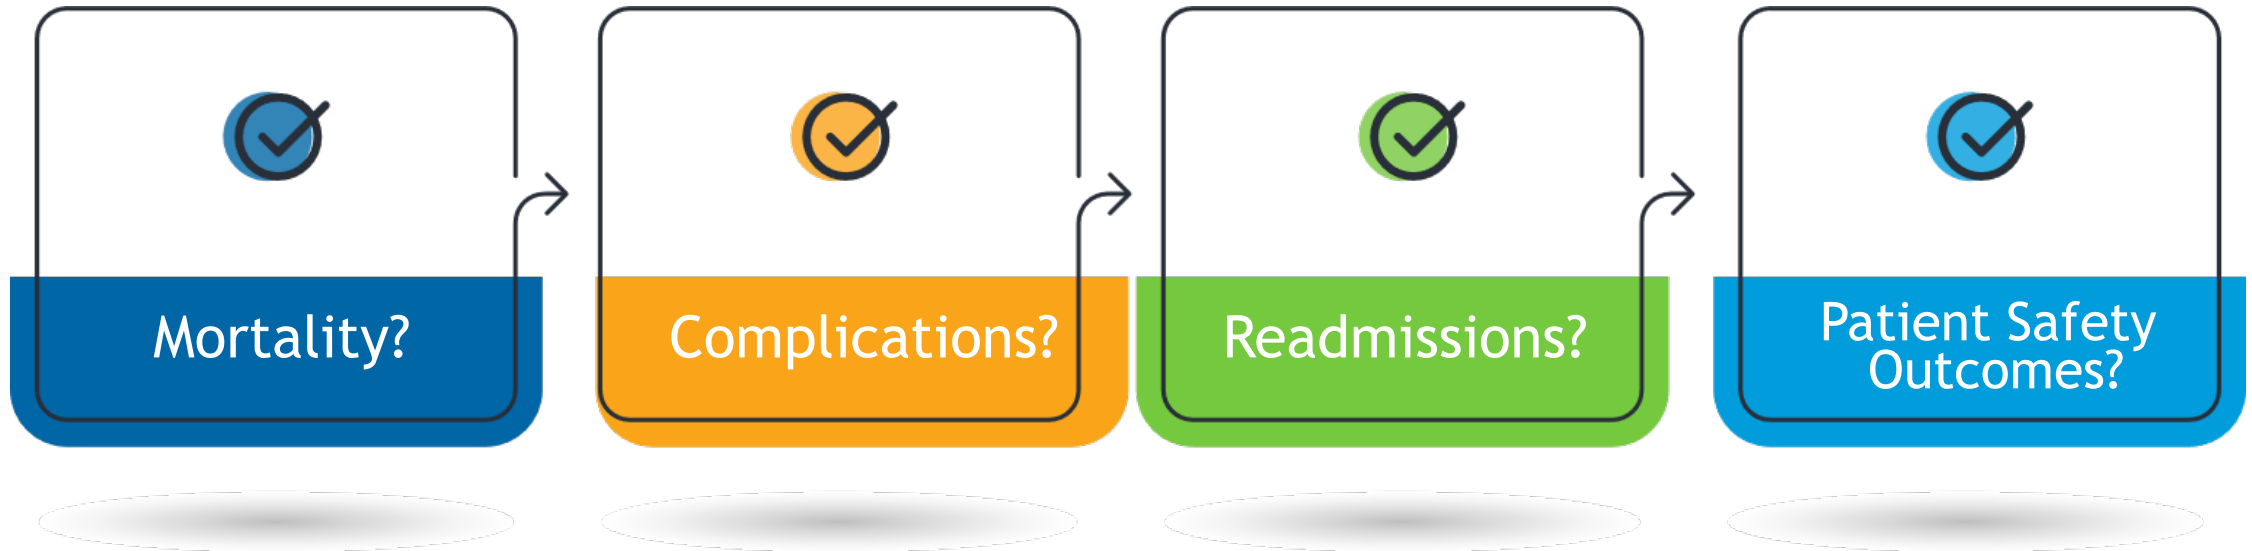 Mortality?
Complications?
Readmissions?
Patient Safety
Outcomes?